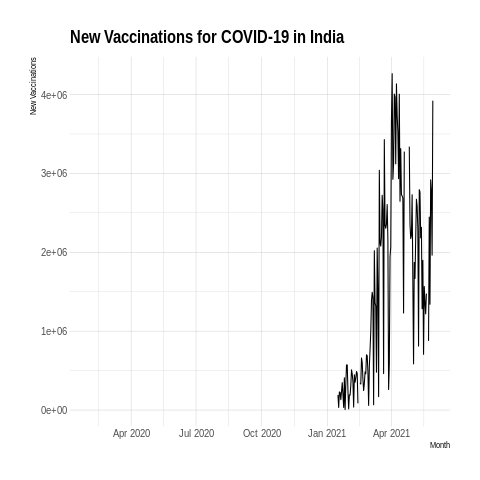 New Vaccinations for COVID-19 in India
New Vaccinations
4e+06
3e+06
2e+06
1e+06
0e+00
Apr 2020
Jul 2020
Oct 2020
Jan 2021
Apr 2021
Month